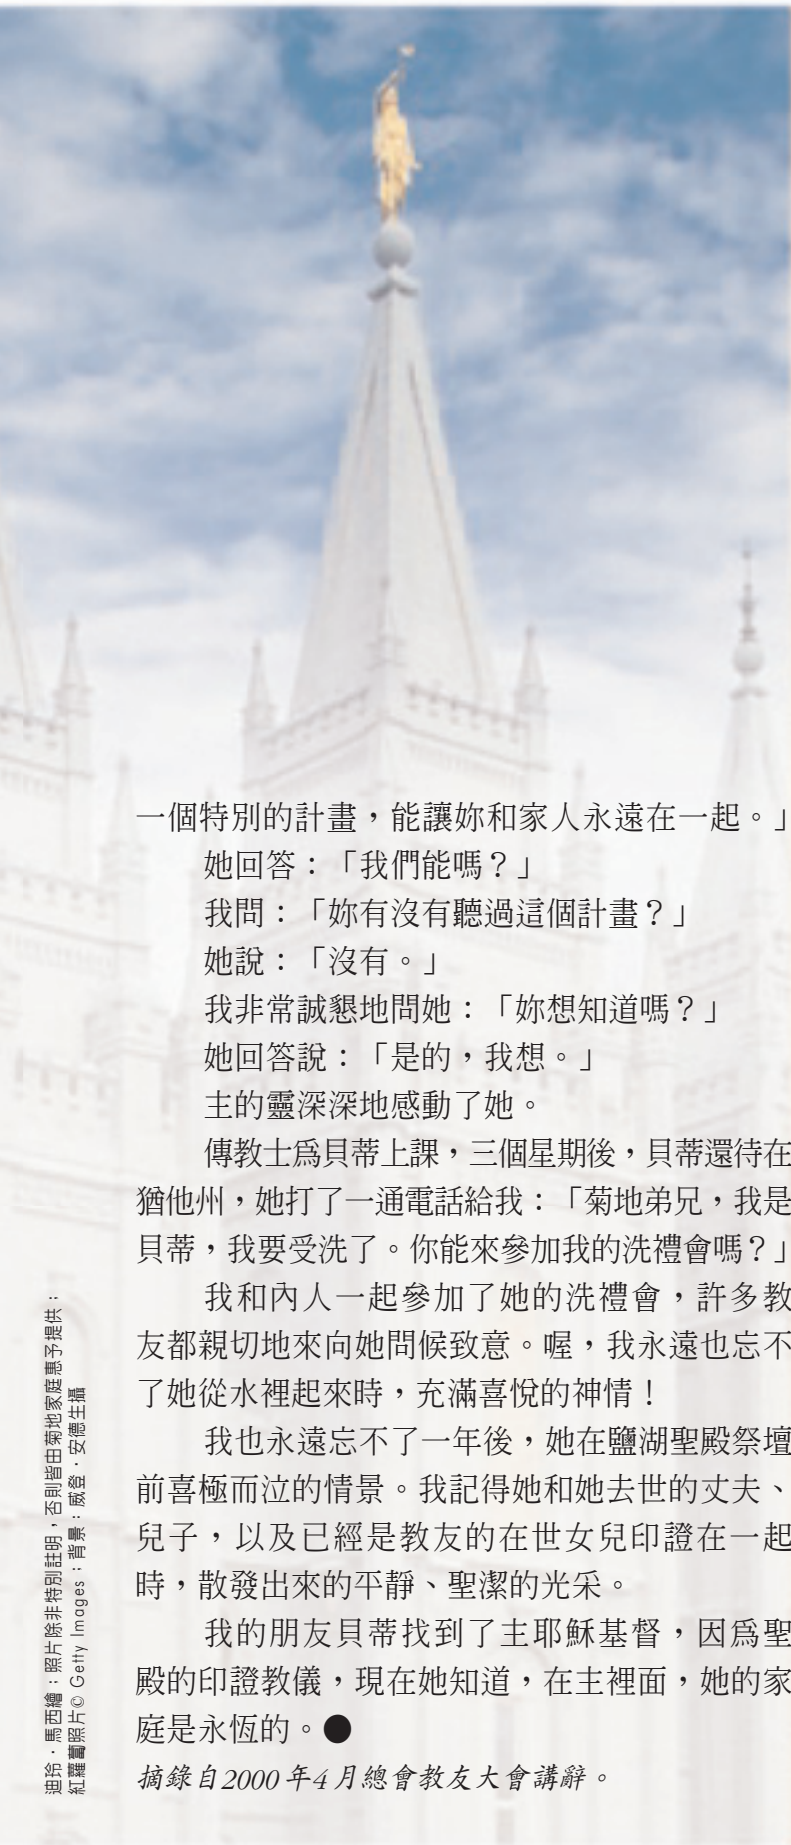 一個特別的計畫，能讓妳和家人永遠在一起。」
她回答：「我們能嗎？」
我問：「妳有沒有聽過這個計畫？」
她說：「沒有。」
我非常誠懇地問她：「妳想知道嗎？」
她回答說：「是的，我想。」
主的靈深深地感動了她。
傳教士爲貝蒂上課，三個星期後，貝蒂還待在
猶他州，她打了一通電話給我：「菊地弟兄，我是
貝蒂，我要受洗了。你能來參加我的洗禮會嗎？」
我和內人一起參加了她的洗禮會，許多教
友都親切地來向她問候致意。喔，我永遠也忘不
了她從水裡起來時，充滿喜悅的神情！
我也永遠忘不了一年後，她在鹽湖聖殿祭壇
前喜極而泣的情景。我記得她和她去世的丈夫、
兒子，以及已經是教友的在世女兒印證在一起
時，散發出來的平靜、聖潔的光采。
我的朋友貝蒂找到了主耶穌基督，因爲聖
殿的印證教儀，現在她知道，在主裡面，她的家
庭是永恆的。●
摘錄自2000年4月總會教友大會講辭。
迪玲．馬西繪；照片除非特別註明，否則皆由菊地家庭惠予提供；
紅蘿蔔照片© Getty Images；背景：威登．安德生攝